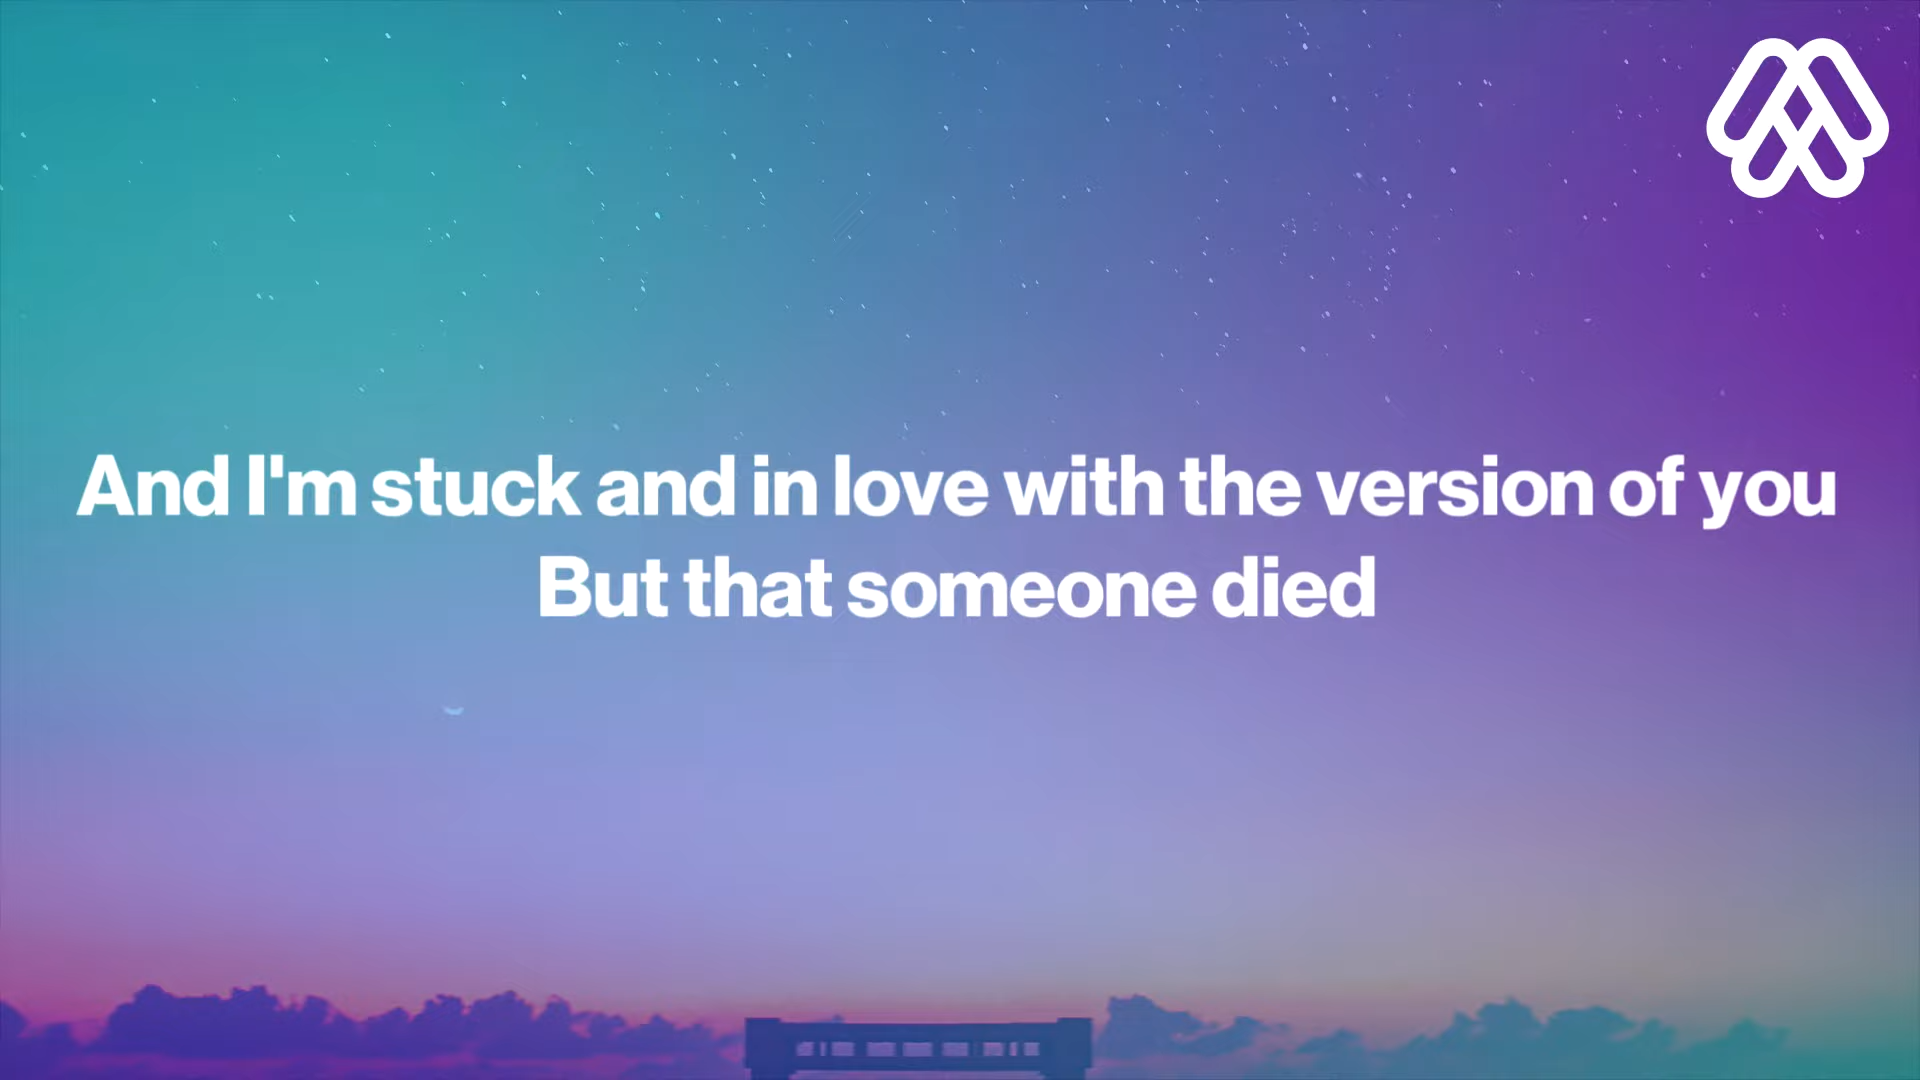 And I'm stuck and in love with the version of you
But that someone died